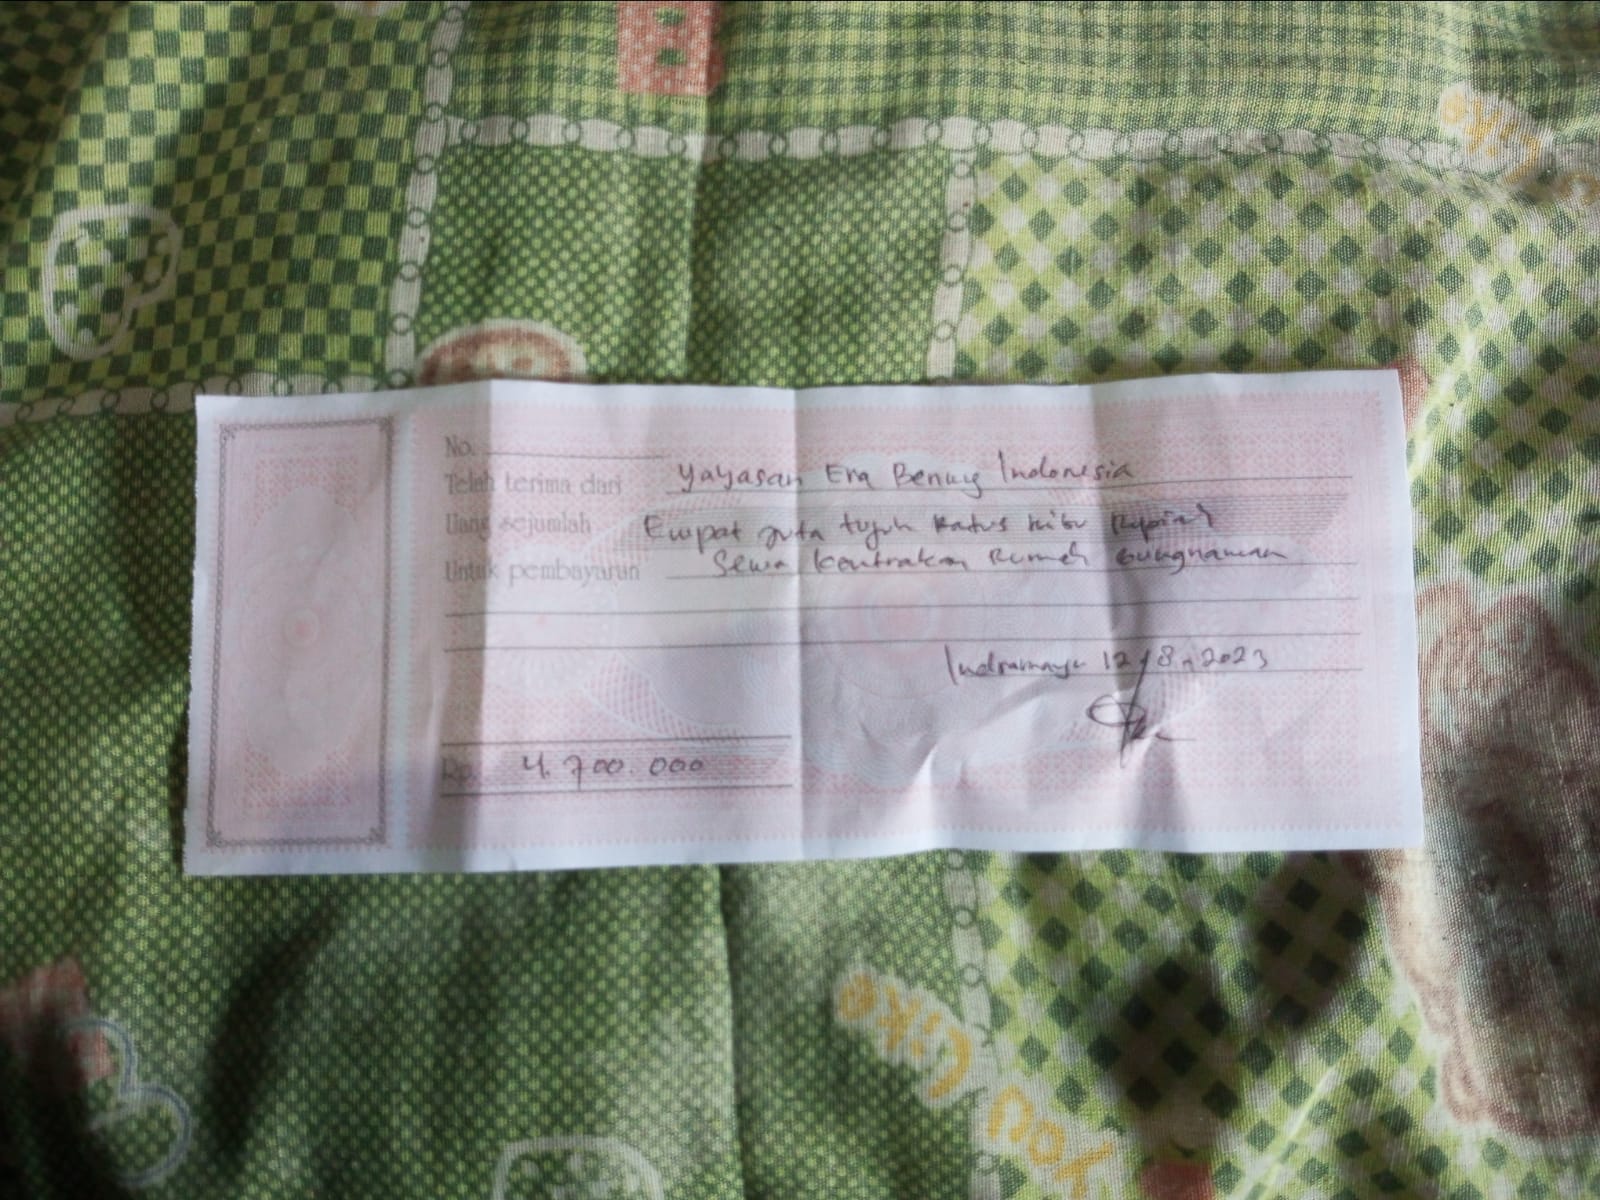 No.
Telah terima dari Yayasan Era Bening Indonesia
Uang sejumlah Empat juta tujuh Ratus Ribu Rupiah
Untuk pembayaran Sewa kontrakan Rumah
Indramayu 12/8-2023
Rp. 4.700.000
You Like